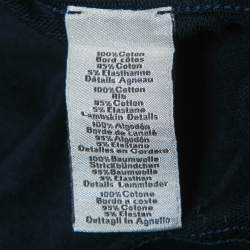 100%Coton
Bord côtes
95% Coton
5% Elasthanne
Détails Agneau
100%Cotton
Rib
95% Cotton
5% Elastane
Lambskin Details
100%Algodón
Borde de canalé
95% Algodón
5% Elastano
Detalles en Cordero
100%Baumwolle
Strickbündchen
95%Baumwolle
5% Elasthan
Details Lammleder
100%Cotone
Bordo a coste
95% Cotone
5% Elastan
Dettagli in Agnello